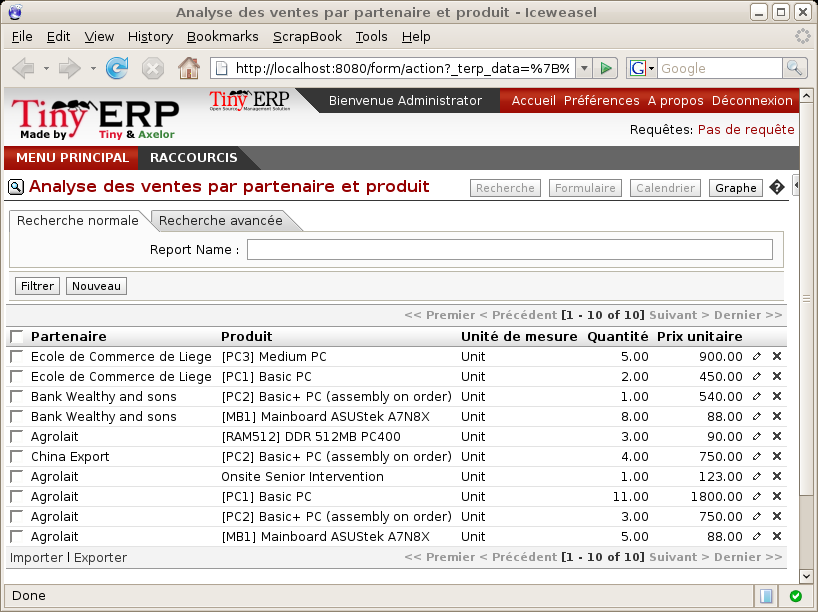 Analyse des ventes par partenaire et produit - Iceweasel
File Edit View History Bookmarks ScrapBook Tools Help
http://localhost:8080/form/action?_terp_data=%7B% G Google
Tiny ERP Made by Tiny & Axelor
Tiny ERP Open Source Management Solution
Bienvenue Administrator Accueil Préférences A propos Déconnexion
Requêtes: Pas de requête
MENU PRINCIPAL RACCOURCIS
Analyse des ventes par partenaire et produit Recherche Formulaire Calendrier Graphe ?
Recherche normale Recherche avancée
Report Name :
Filtrer Nouveau
<< Premier < Précédent [1 - 10 of 10] Suivant > Dernier >>
Partenaire Produit Unité de mesure Quantité Prix unitaire
Ecole de Commerce de Liege [PC3] Medium PC Unit 5.00 900.00
Ecole de Commerce de Liege [PC1] Basic PC Unit 2.00 450.00
Bank Wealthy and sons [PC2] Basic+ PC (assembly on order) Unit 1.00 540.00
Bank Wealthy and sons [MB1] Mainboard ASUStek A7N8X Unit 8.00 88.00
Agrolait [RAM512] DDR 512MB PC400 Unit 3.00 90.00
China Export [PC2] Basic+ PC (assembly on order) Unit 4.00 750.00
Agrolait Onsite Senior Intervention Unit 1.00 123.00
Agrolait [PC1] Basic PC Unit 11.00 1800.00
Agrolait [PC2] Basic+ PC (assembly on order) Unit 3.00 750.00
Agrolait [MB1] Mainboard ASUStek A7N8X Unit 5.00 88.00
Importer | Exporter << Premier < Précédent [1 - 10 of 10] Suivant > Dernier >>
Done